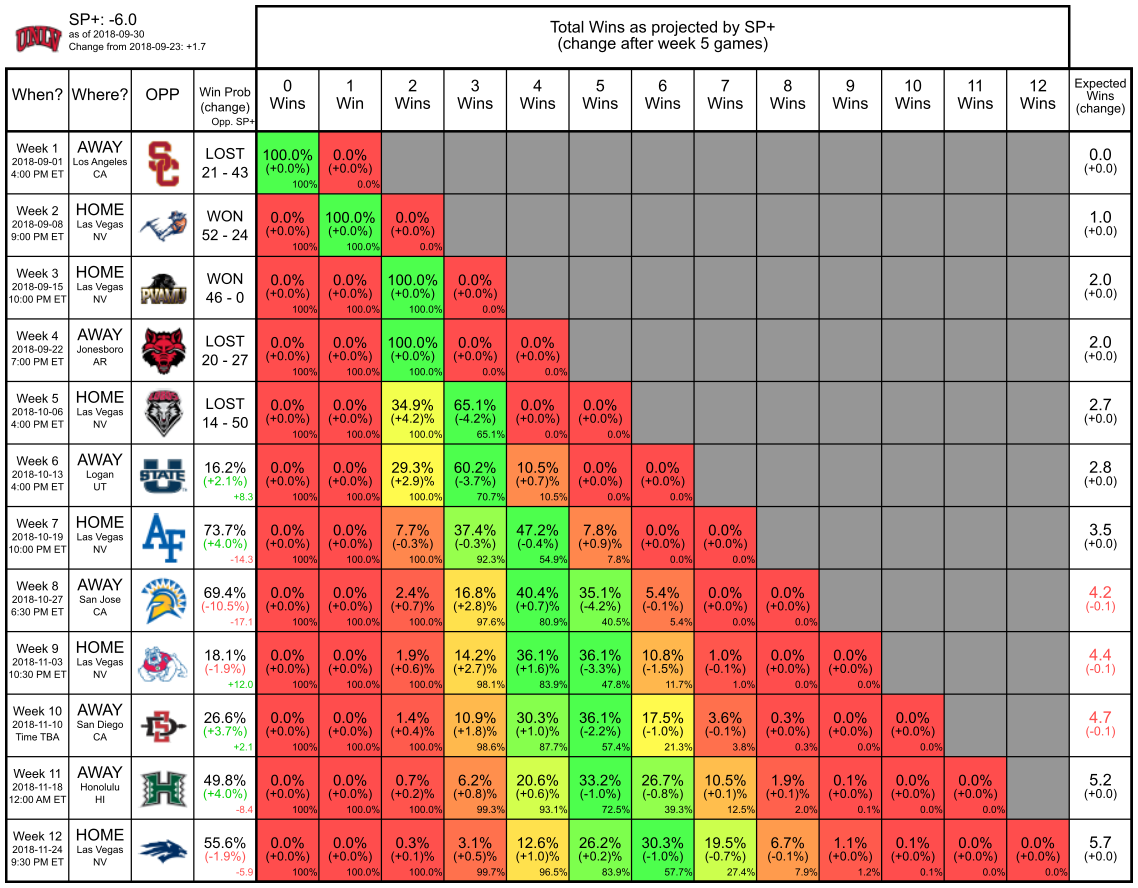 UNLV
SP+: -6.0
as of 2018-09-30
Change from 2018-09-23: +1.7
Total Wins as projected by SP+
(change after week 5 games)
When? Where? OPP Win Prob (change) Opp. SP+ 0 Wins 1 Win 2 Wins 3 Wins 4 Wins 5 Wins 6 Wins 7 Wins 8 Wins 9 Wins 10 Wins 11 Wins 12 Wins Expected Wins (change)
Week 1 AWAY SC LOST 100.0% 0.0% 0.0
2018-09-01 Los Angeles 21 - 43 (+0.0%) (+0.0%) (+0.0)
4:00 PM ET CA 100% 0.0%
Week 2 HOME WON 0.0% 100.0% 0.0% 1.0
2018-09-08 Las Vegas 52 - 24 (+0.0%) (+0.0%) (+0.0%) (+0.0)
9:00 PM ET NV 100% 100.0% 0.0%
Week 3 HOME PVAMU WON 0.0% 0.0% 100.0% 0.0% 2.0
2018-09-15 Las Vegas 46 - 0 (+0.0%) (+0.0%) (+0.0%) (+0.0%) (+0.0)
10:00 PM ET NV 100% 100.0% 100.0% 0.0%
Week 4 AWAY LOST 0.0% 0.0% 100.0% 0.0% 0.0% 2.0
2018-09-22 Jonesboro 20 - 27 (+0.0%) (+0.0%) (+0.0%) (+0.0%) (+0.0%) (+0.0)
7:00 PM ET AR 100% 100.0% 100.0% 0.0% 0.0%
Week 5 HOME LOST 0.0% 0.0% 34.9% 65.1% 0.0% 0.0% 2.7
2018-10-06 Las Vegas 14 - 50 (+0.0%) (+0.0%) (+4.2)% (-4.2%) (+0.0%) (+0.0%) (+0.0)
4:00 PM ET NV 100% 100.0% 100.0% 65.1% 0.0% 0.0%
Week 6 AWAY U STATE 16.2% 0.0% 0.0% 29.3% 60.2% 10.5% 0.0% 0.0% 2.8
2018-10-13 Logan (+2.1%) (+0.0%) (+0.0%) (+2.9)% (-3.7%) (+0.7)% (+0.0%) (+0.0%) (+0.0)
4:00 PM ET UT +8.3 100% 100.0% 100.0% 70.7% 10.5% 0.0% 0.0%
Week 7 HOME AF 73.7% 0.0% 0.0% 7.7% 37.4% 47.2% 7.8% 0.0% 0.0% 3.5
2018-10-19 Las Vegas (+4.0%) (+0.0%) (+0.0%) (-0.3%) (-0.3%) (-0.4%) (+0.9)% (+0.0%) (+0.0%) (+0.0)
10:00 PM ET NV -14.3 100% 100.0% 100.0% 92.3% 54.9% 7.8% 0.0% 0.0%
Week 8 AWAY 69.4% 0.0% 0.0% 2.4% 16.8% 40.4% 35.1% 5.4% 0.0% 0.0% 4.2
2018-10-27 San Jose (-10.5%) (+0.0%) (+0.0%) (+0.7)% (+2.8)% (+0.7)% (-4.2%) (-0.1%) (+0.0%) (+0.0%) (-0.1)
6:30 PM ET CA -17.1 100% 100.0% 100.0% 97.6% 80.9% 40.5% 5.4% 0.0% 0.0%
Week 9 HOME 18.1% 0.0% 0.0% 1.9% 14.2% 36.1% 36.1% 10.8% 1.0% 0.0% 0.0% 4.4
2018-11-03 Las Vegas (-1.9%) (+0.0%) (+0.0%) (+0.6)% (+2.7)% (+1.6)% (-3.3%) (-1.5%) (-0.1%) (+0.0%) (+0.0%) (-0.1)
10:30 PM ET NV +12.0 100% 100.0% 100.0% 98.1% 83.9% 47.8% 11.7% 1.0% 0.0% 0.0%
Week 10 AWAY SD 26.6% 0.0% 0.0% 1.4% 10.9% 30.3% 36.1% 17.5% 3.6% 0.3% 0.0% 0.0% 4.7
2018-11-10 San Diego (+3.7%) (+0.0%) (+0.0%) (+0.4)% (+1.8)% (+1.0)% (-2.2%) (-1.0%) (-0.1%) (+0.0%) (+0.0%) (+0.0%) (-0.1)
Time TBA CA +2.1 100% 100.0% 100.0% 98.6% 87.7% 57.4% 21.3% 3.8% 0.3% 0.0% 0.0%
Week 11 AWAY H 49.8% 0.0% 0.0% 0.7% 6.2% 20.6% 33.2% 26.7% 10.5% 1.9% 0.1% 0.0% 0.0% 5.2
2018-11-18 Honolulu (+4.0%) (+0.0%) (+0.0%) (+0.2)% (+0.8)% (+0.6)% (-1.0%) (-0.8%) (+0.1)% (+0.1)% (+0.0%) (+0.0%) (+0.0%) (+0.0)
12:00 AM ET HI -8.4 100% 100.0% 100.0% 99.3% 93.1% 72.5% 39.3% 12.5% 2.0% 0.1% 0.0% 0.0%
Week 12 HOME 55.6% 0.0% 0.0% 0.3% 3.1% 12.6% 26.2% 30.3% 19.5% 6.7% 1.1% 0.1% 0.0% 0.0% 5.7
2018-11-24 Las Vegas (-1.9%) (+0.0%) (+0.0%) (+0.1)% (+0.5)% (+1.0)% (+0.2)% (-1.0%) (-0.7%) (-0.1%) (+0.0%) (+0.0%) (+0.0%) (+0.0%) (+0.0)
9:30 PM ET NV -5.9 100% 100.0% 100.0% 99.7% 96.5% 83.9% 57.7% 27.4% 7.9% 1.2% 0.1% 0.0% 0.0%